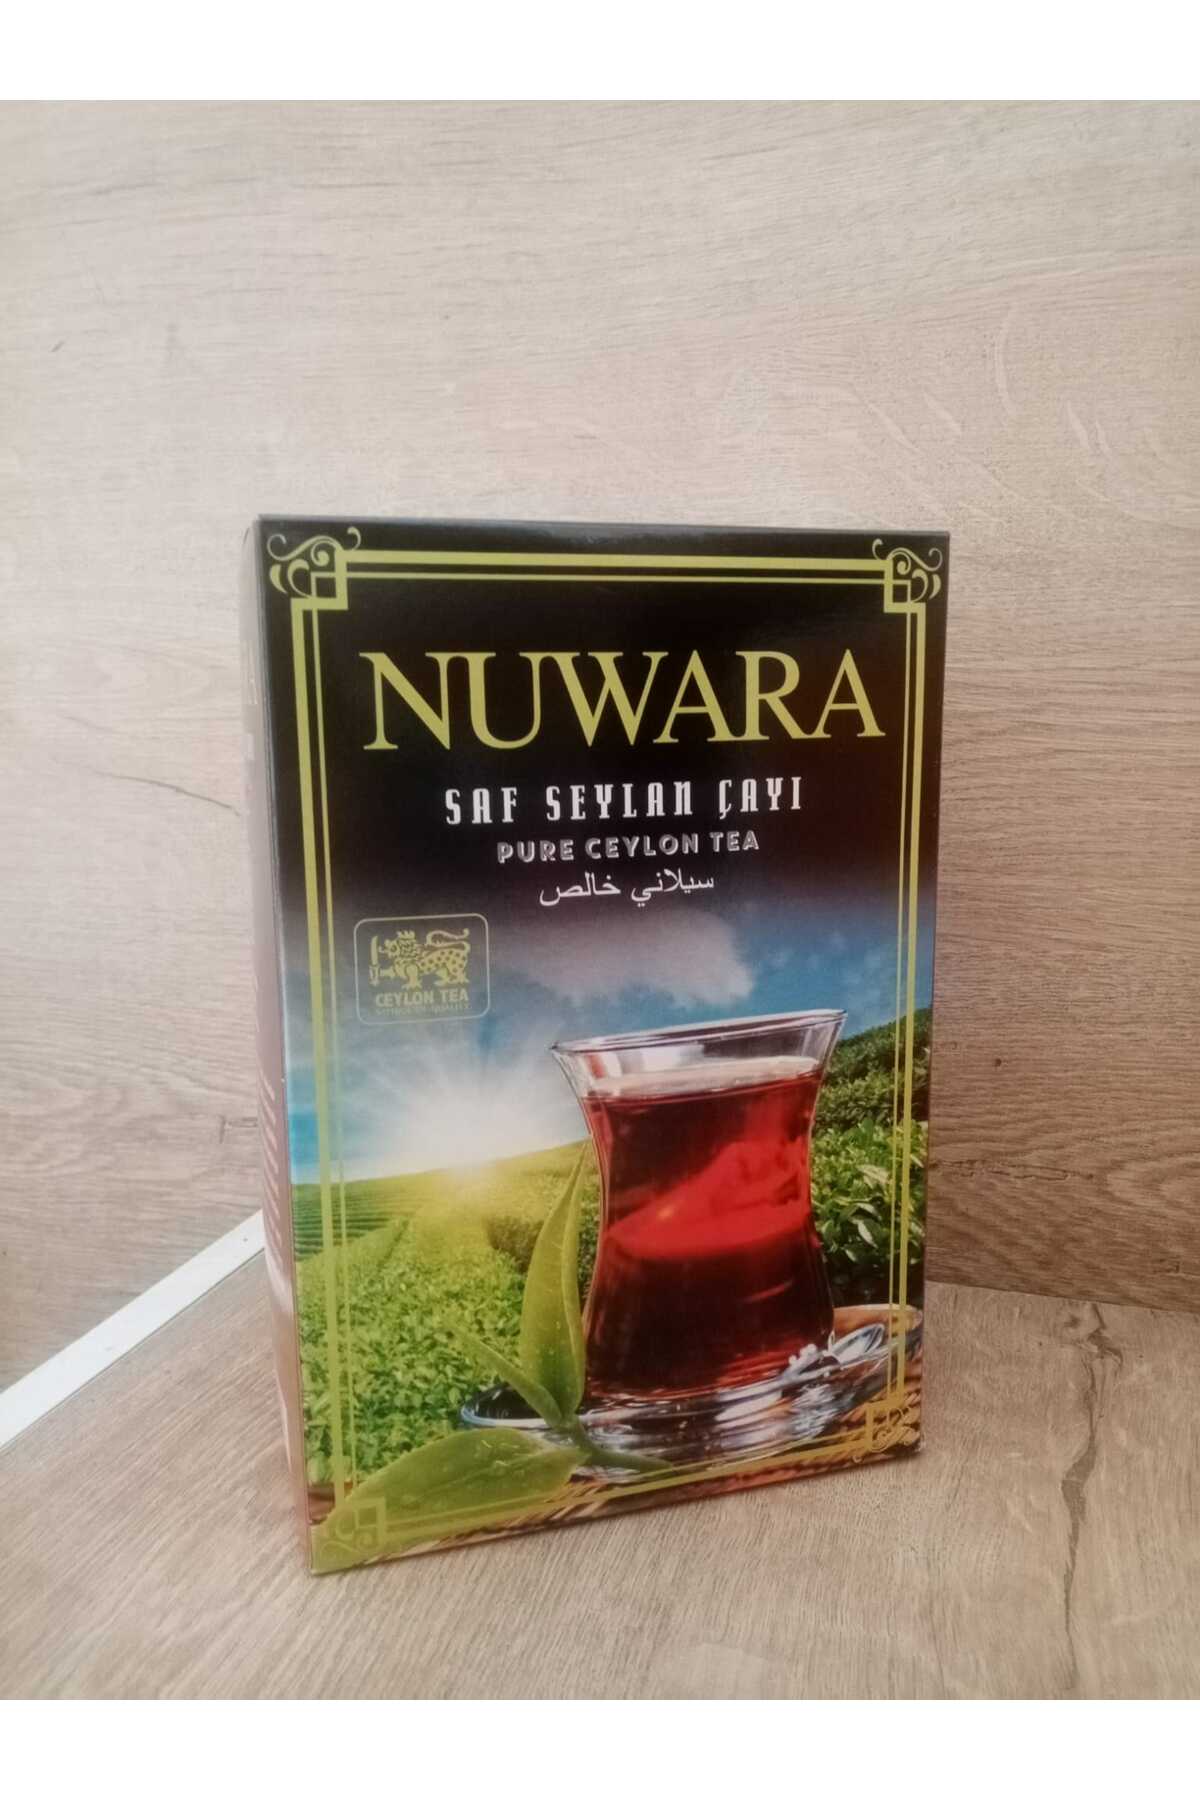 NUWARA
SAF SEYLAN ÇAYI
PURE CEYLON TEA
سيلاني خالص
CEYLON TEA